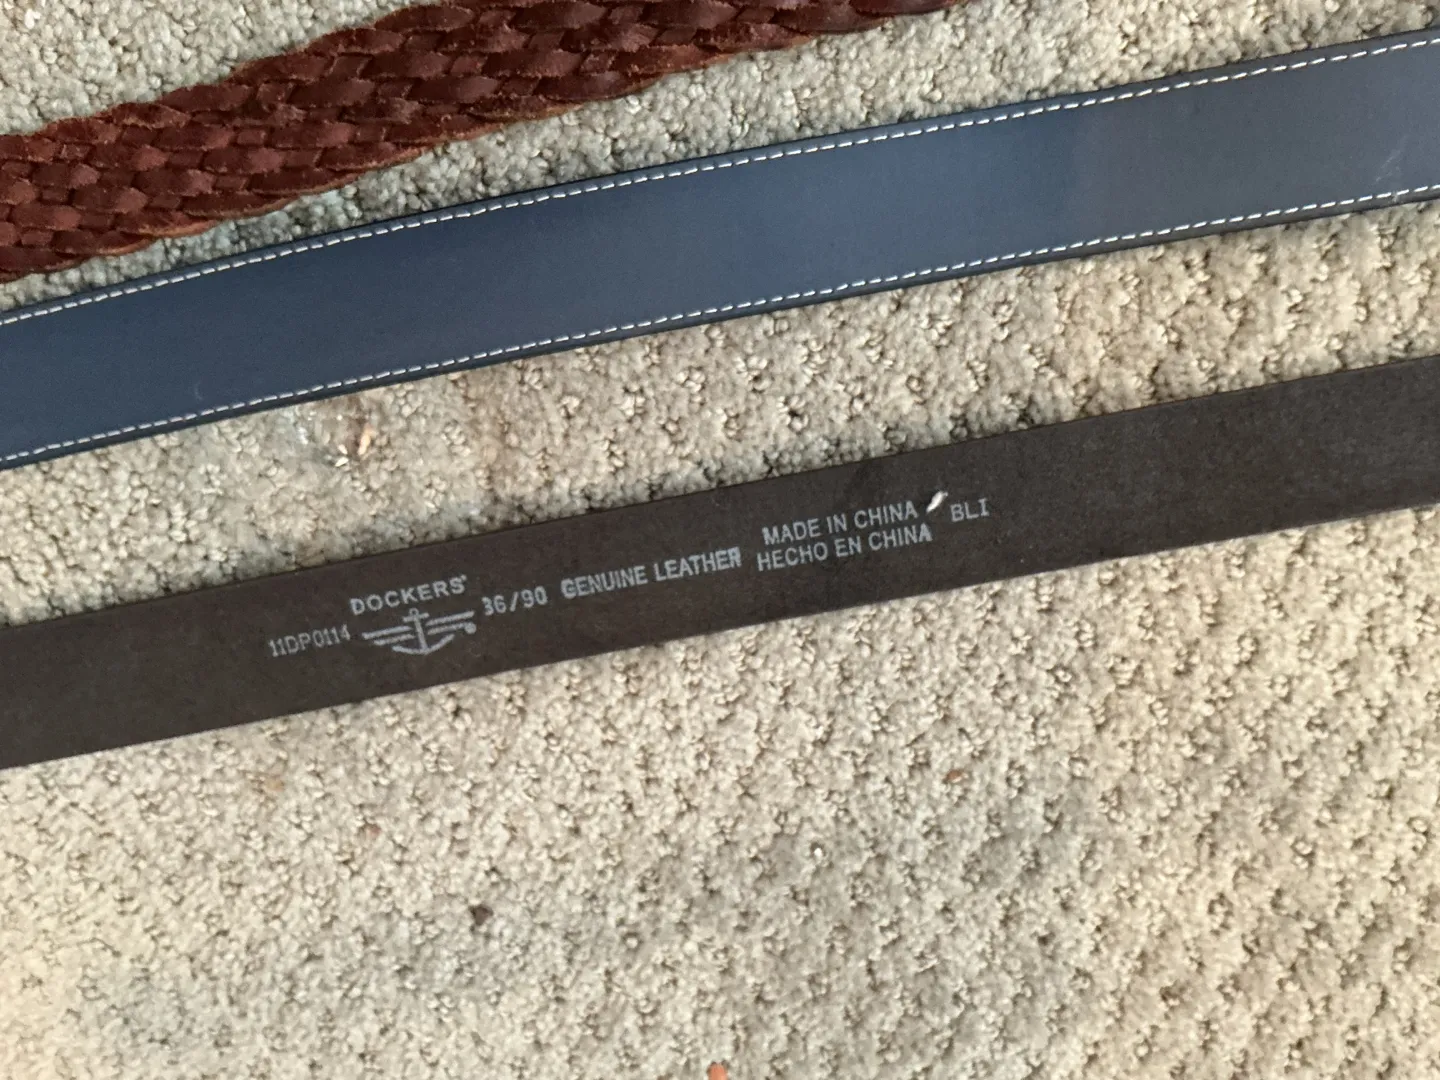 11DP0114
DOCKERS®
36/90 GENUINE LEATHER
MADE IN CHINA
HECHO EN CHINA
BLI